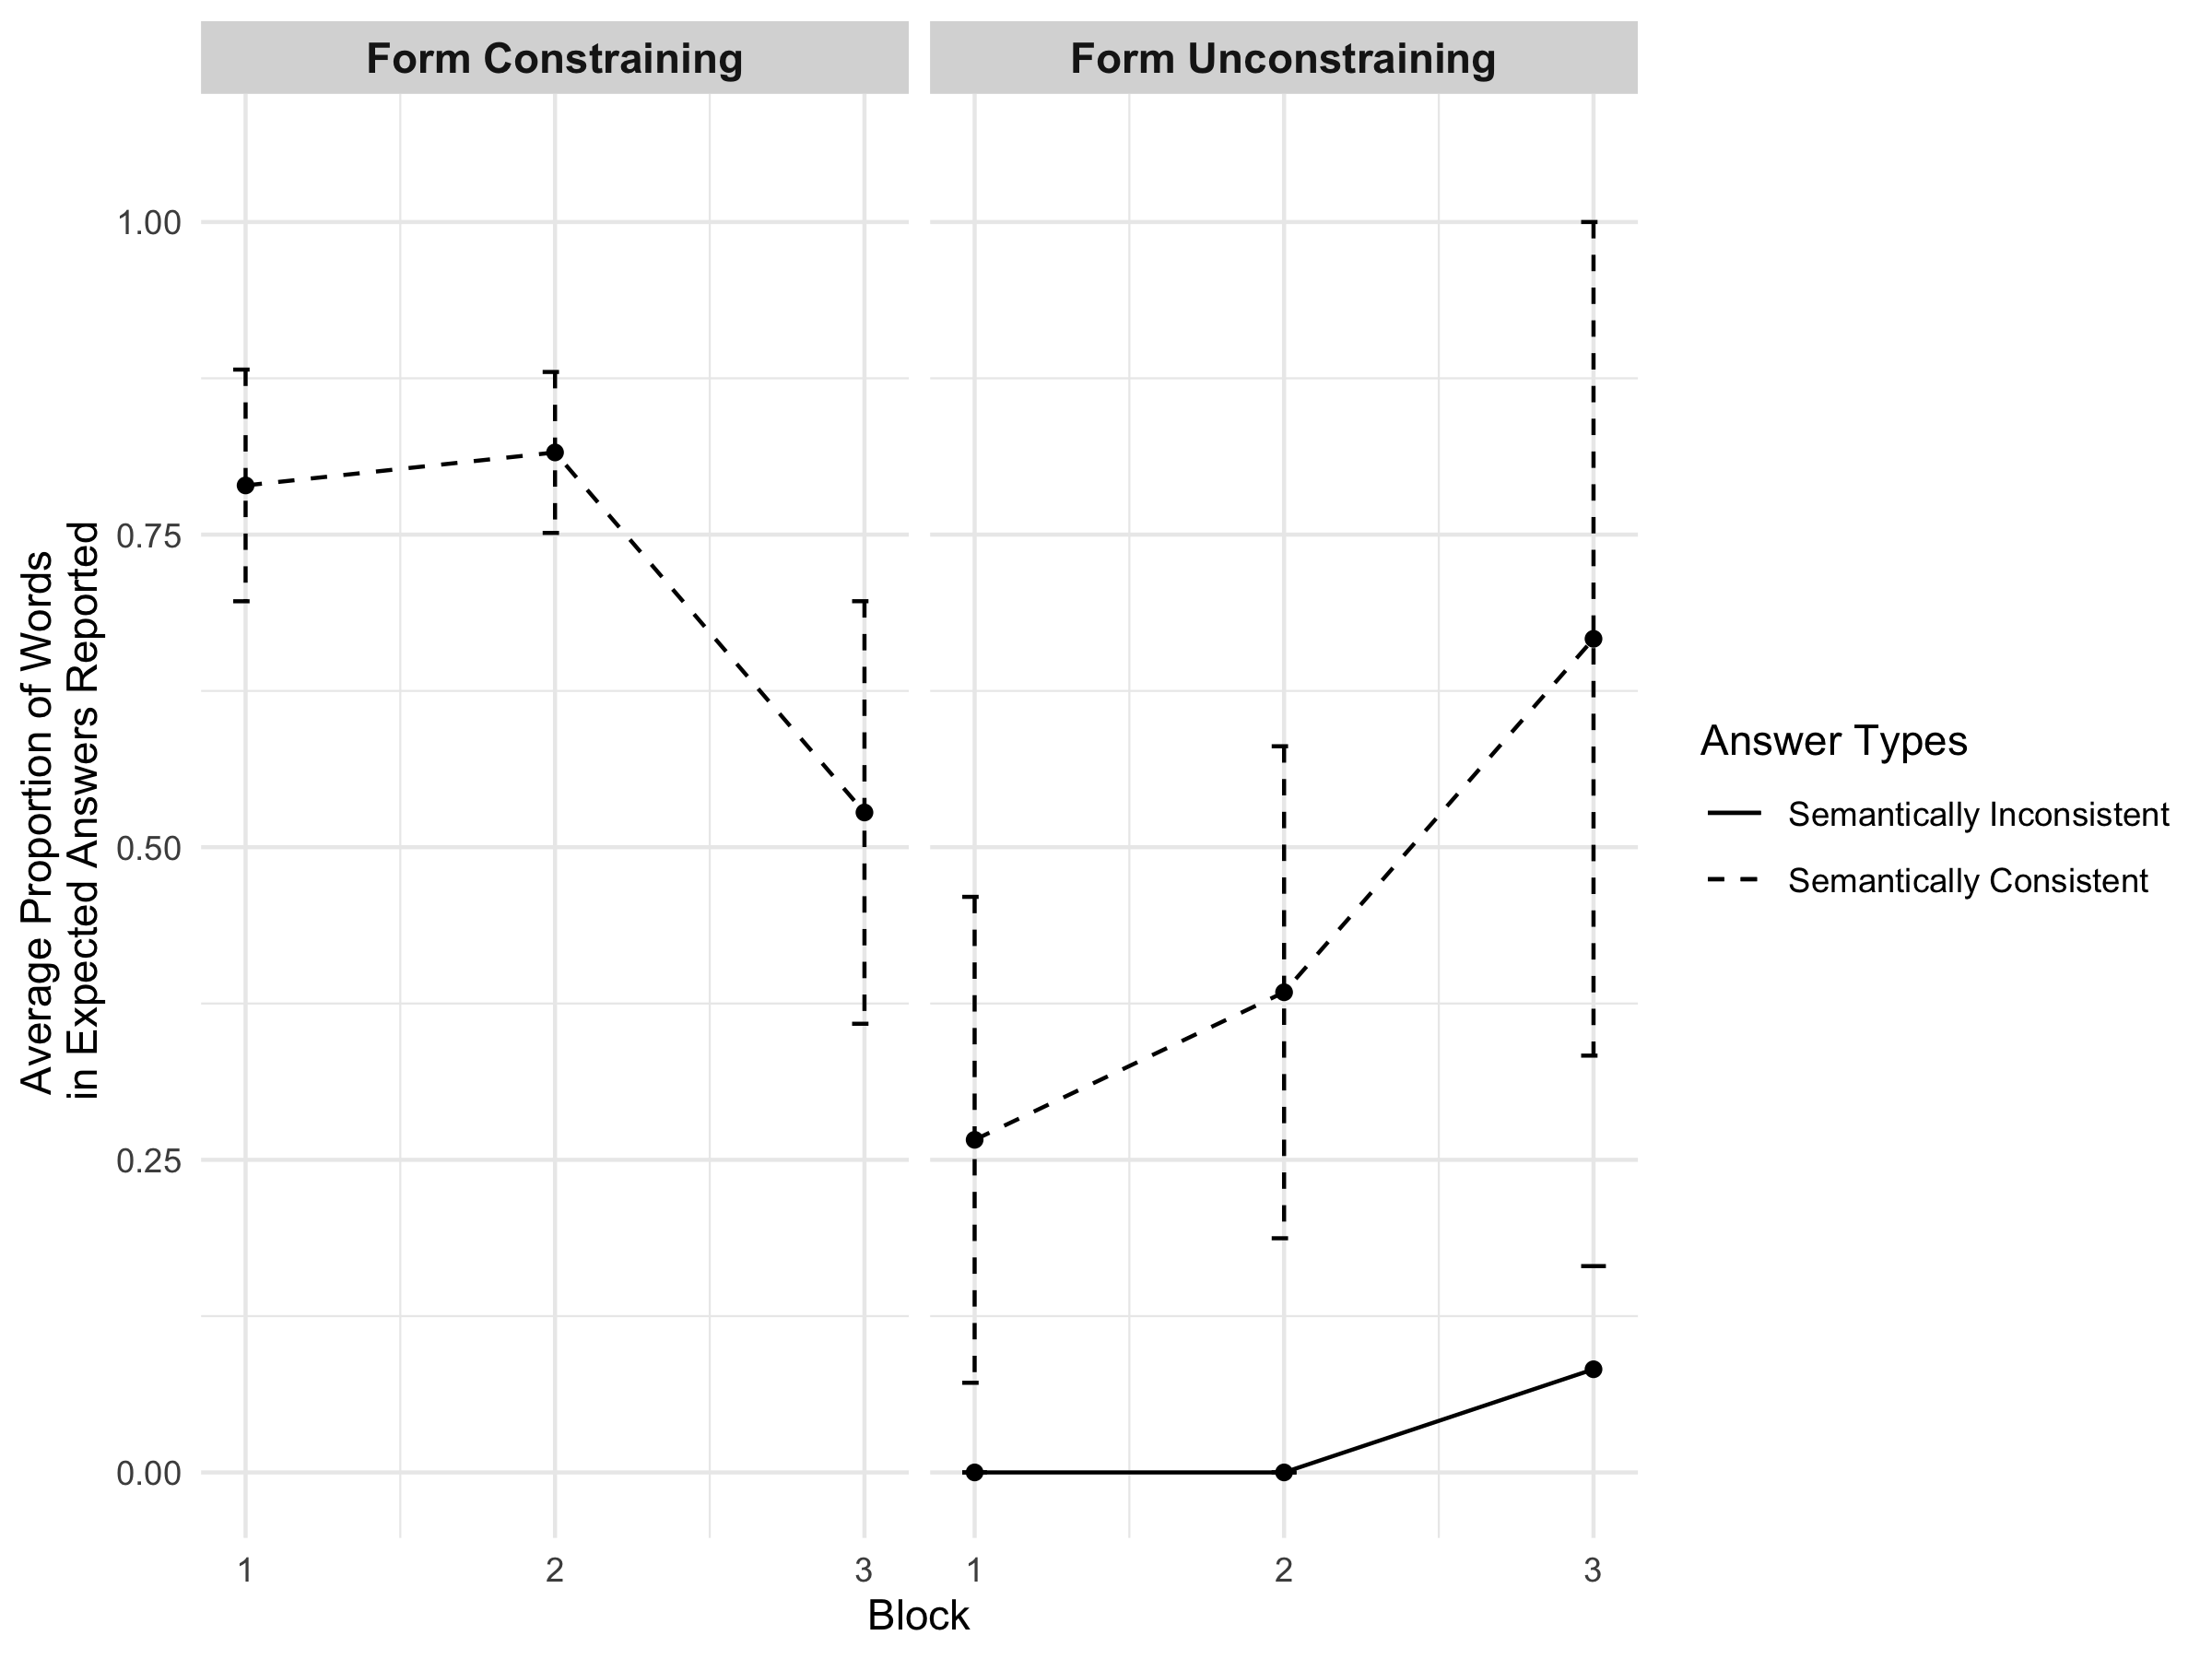 Form Constraining
Form Unconstraining
1.00
0.75
0.50
0.25
0.00
Average Proportion of Words
in Expected Answers Reported
1 2 3
1 2 3
Block
Answer Types
Semantically Inconsistent
Semantically Consistent